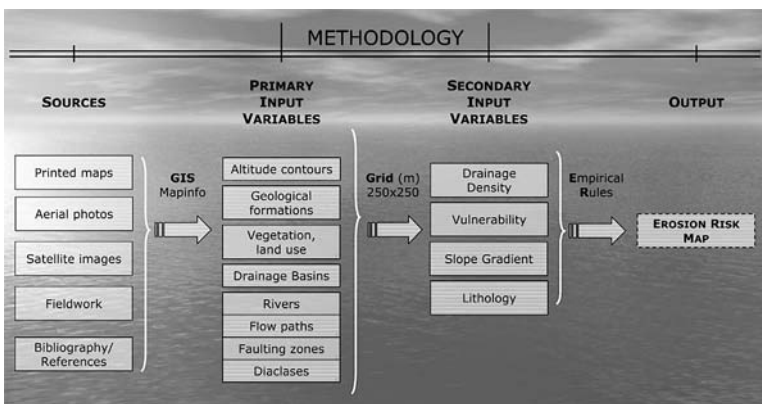 METHODOLOGY
SOURCES
Printed maps
Aerial photos
Satellite images
Fieldwork
Bibliography/
References
GIS
Mapinfo
PRIMARY
INPUT
VARIABLES
Altitude contours
Geological
formations
Vegetation,
land use
Drainage Basins
Rivers
Flow paths
Faulting zones
Diaclases
Grid (m)
250x250
SECONDARY
INPUT
VARIABLES
Drainage
Density
Vulnerability
Slope Gradient
Lithology
Empirical
Rules
OUTPUT
EROSION RISK
MAP